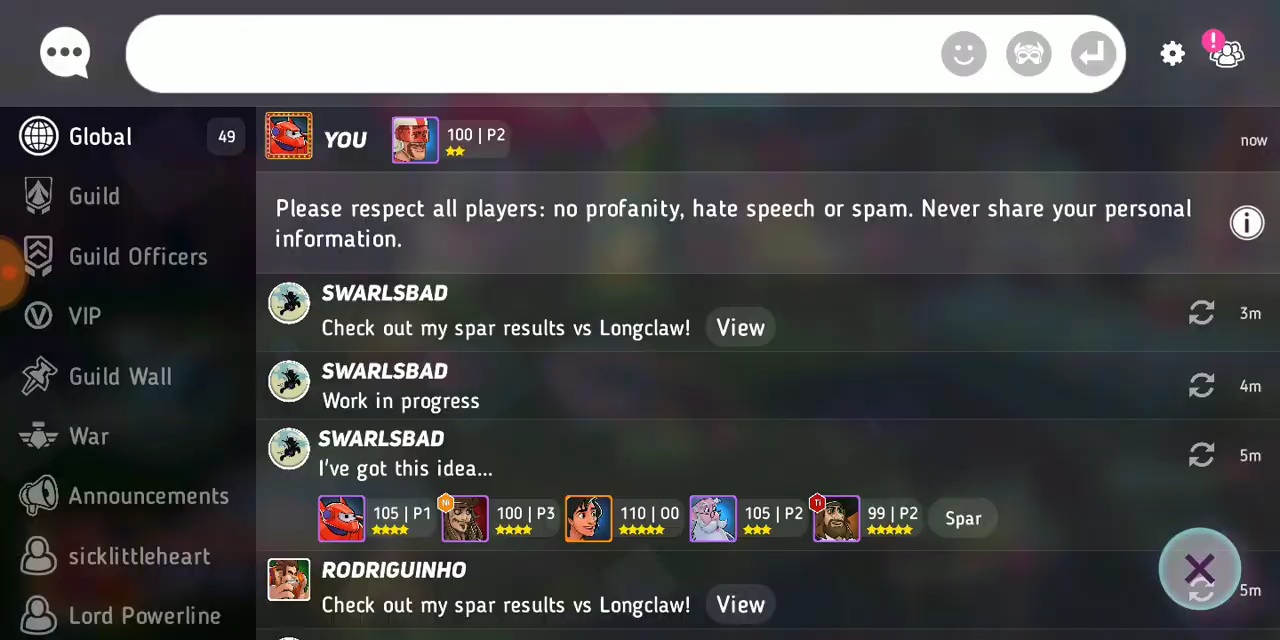 Global
49
Guild
Guild Officers
VIP
Guild Wall
War
Announcements
sicklittleheart
Lord Powerline
YOU
100 | P2
now
Please respect all players: no profanity, hate speech or spam. Never share your personal
information.
SWARLSBAD
Check out my spar results vs Longclaw! View
3m
SWARLSBAD
Work in progress
4m
SWARLSBAD
I've got this idea...
5m
105 | P1
Ni
100 | P3
110 | O0
105 | P2
Ti
99 | P2
Spar
RODRIGUINHO
Check out my spar results vs Longclaw! View
5m